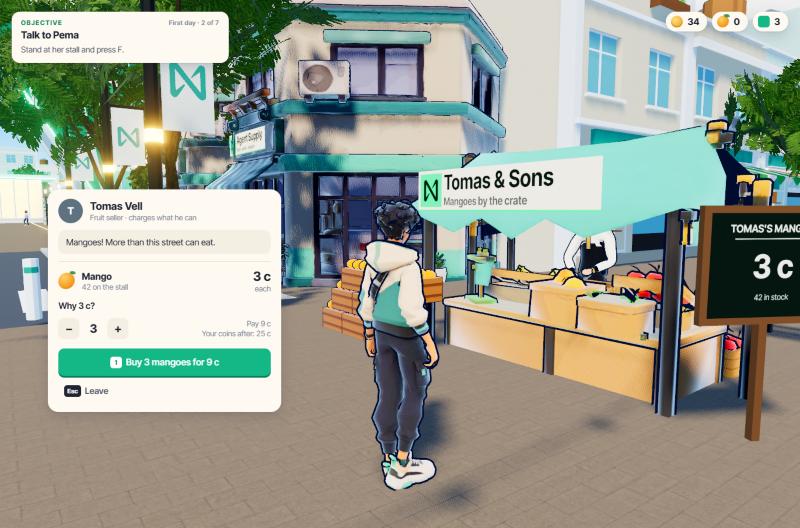 OBJECTIVE
First day · 2 of 7
Talk to Pema
Stand at her stall and press F.
34
0
3
Agent Supply
T
Tomas Vell
Fruit seller · charges what he can
Mangoes! More than this street can eat.
Mango
42 on the stall
3 c
each
Why 3 c?
−
3
+
Pay 9 c
Your coins after: 25 c
1 Buy 3 mangoes for 9 c
Esc Leave
Tomas & Sons
Mangoes by the crate
TOMAS'S MANG
3 c
42 in stock